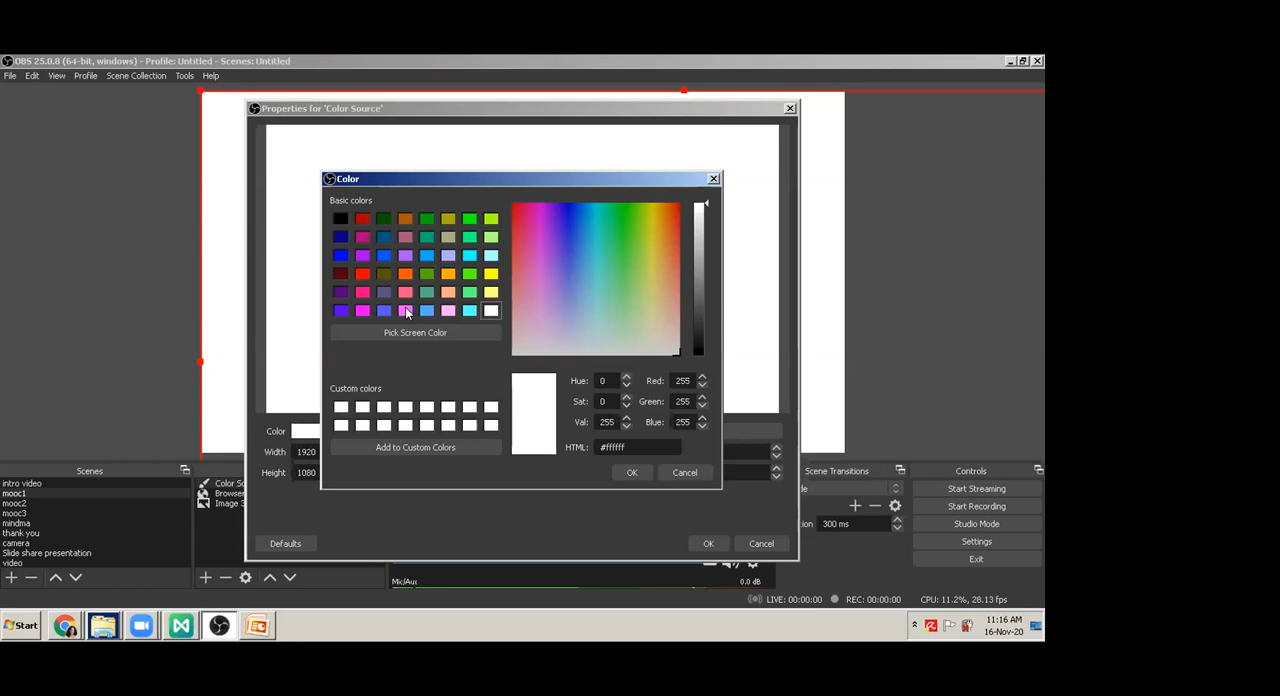 OBS 25.0.8 (64-bit, windows) - Profile: Untitled - Scenes: Untitled
File Edit View Profile Scene Collection Tools Help
Properties for 'Color Source'
Color
Basic colors
Pick Screen Color
Custom colors
Add to Custom Colors
Hue: 0 Red: 255
Sat: 0 Green: 255
Val: 255 Blue: 255
HTML: #ffffff
OK Cancel
Color
Width 1920
Height 1080
Defaults OK Cancel
Scenes
intro video
mooc1
mooc2
mooc3
mindma
thank you
camera
Slide share presentation
video
Color So
Browser
Image 3
Mic/Aux 0.0 dB
Scene Transitions
300 ms
Controls
Start Streaming
Start Recording
Studio Mode
Settings
Exit
LIVE: 00:00:00 REC: 00:00:00 CPU: 11.2%, 28.13 fps
Start
11:16 AM
16-Nov-20